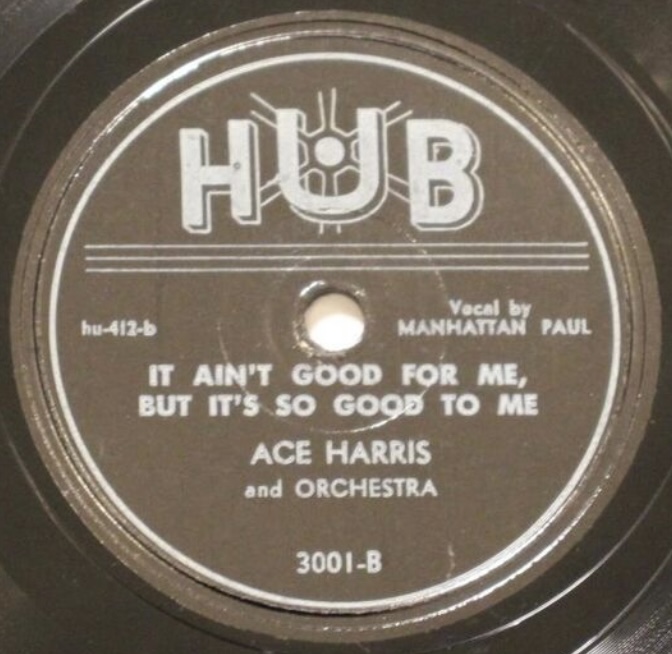 HUB
hu-412-b
Vocal by
MANHATTAN PAUL
IT AIN'T GOOD FOR ME,
BUT IT'S SO GOOD TO ME
ACE HARRIS
and ORCHESTRA
3001-B